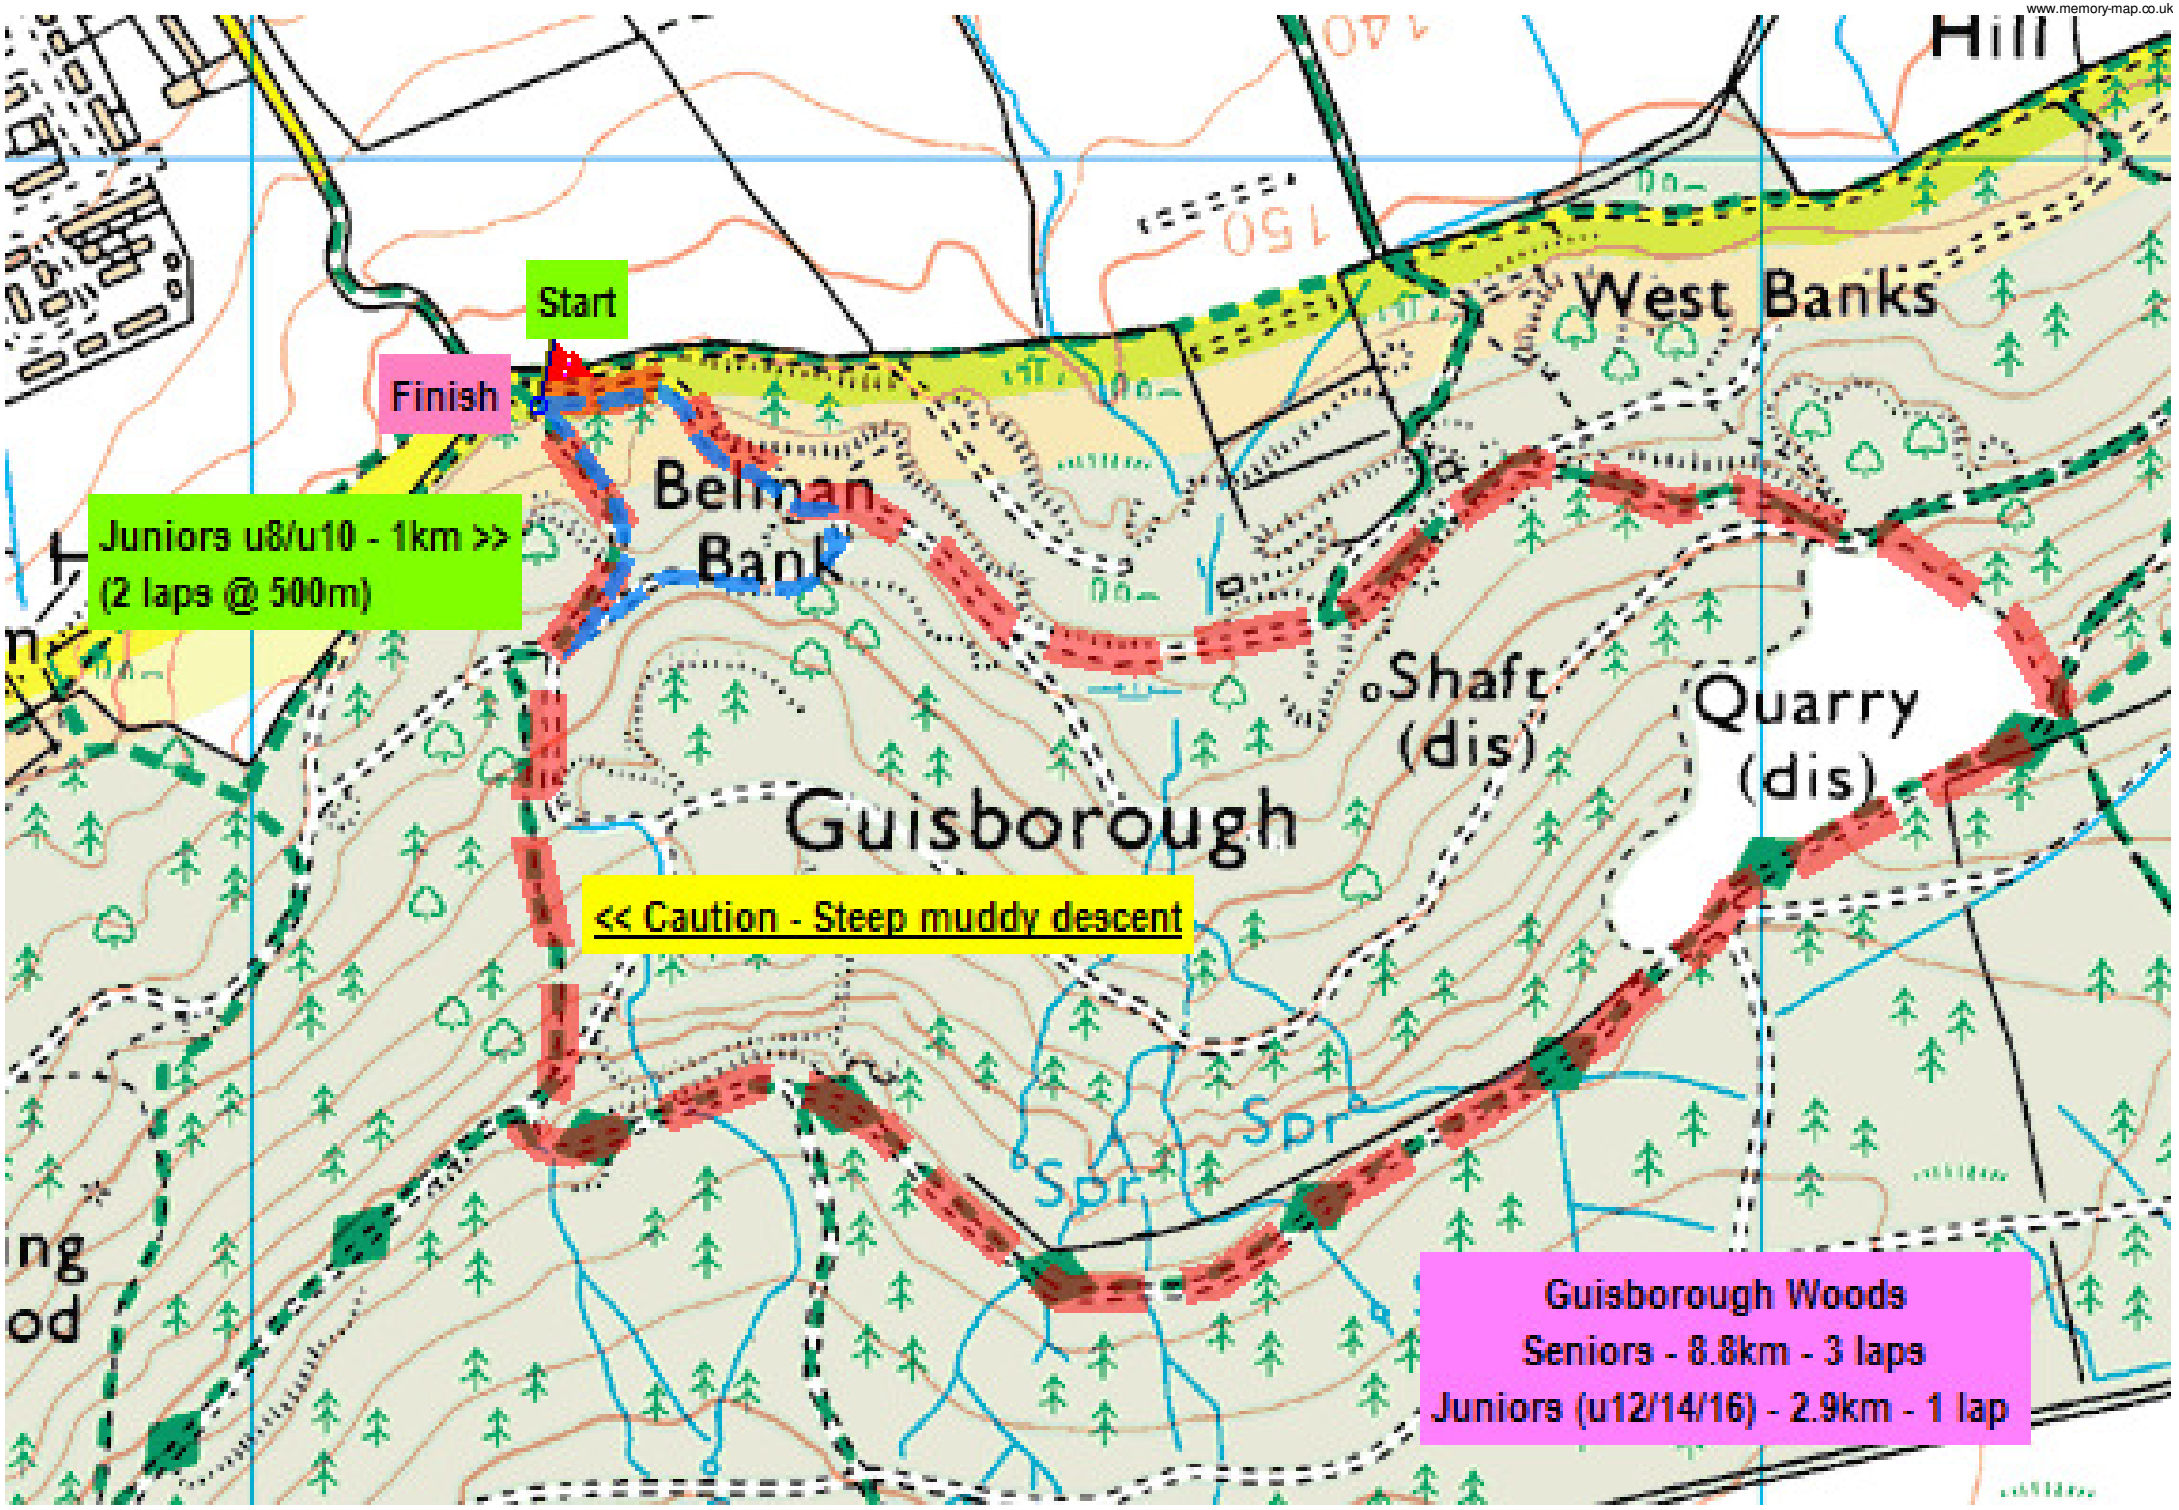 www.memory-map.co.uk
Hill
140
150
Start
West Banks
Finish
Belman
Bank
Juniors u8/u10 - 1km >>
(2 laps @ 500m)
H
m
Shaft
(dis)
Quarry
(dis)
Guisborough
<< Caution - Steep muddy descent
Spr
Spr
ng
od
Guisborough Woods
Seniors - 8.8km - 3 laps
Juniors (u12/14/16) - 2.9km - 1 lap